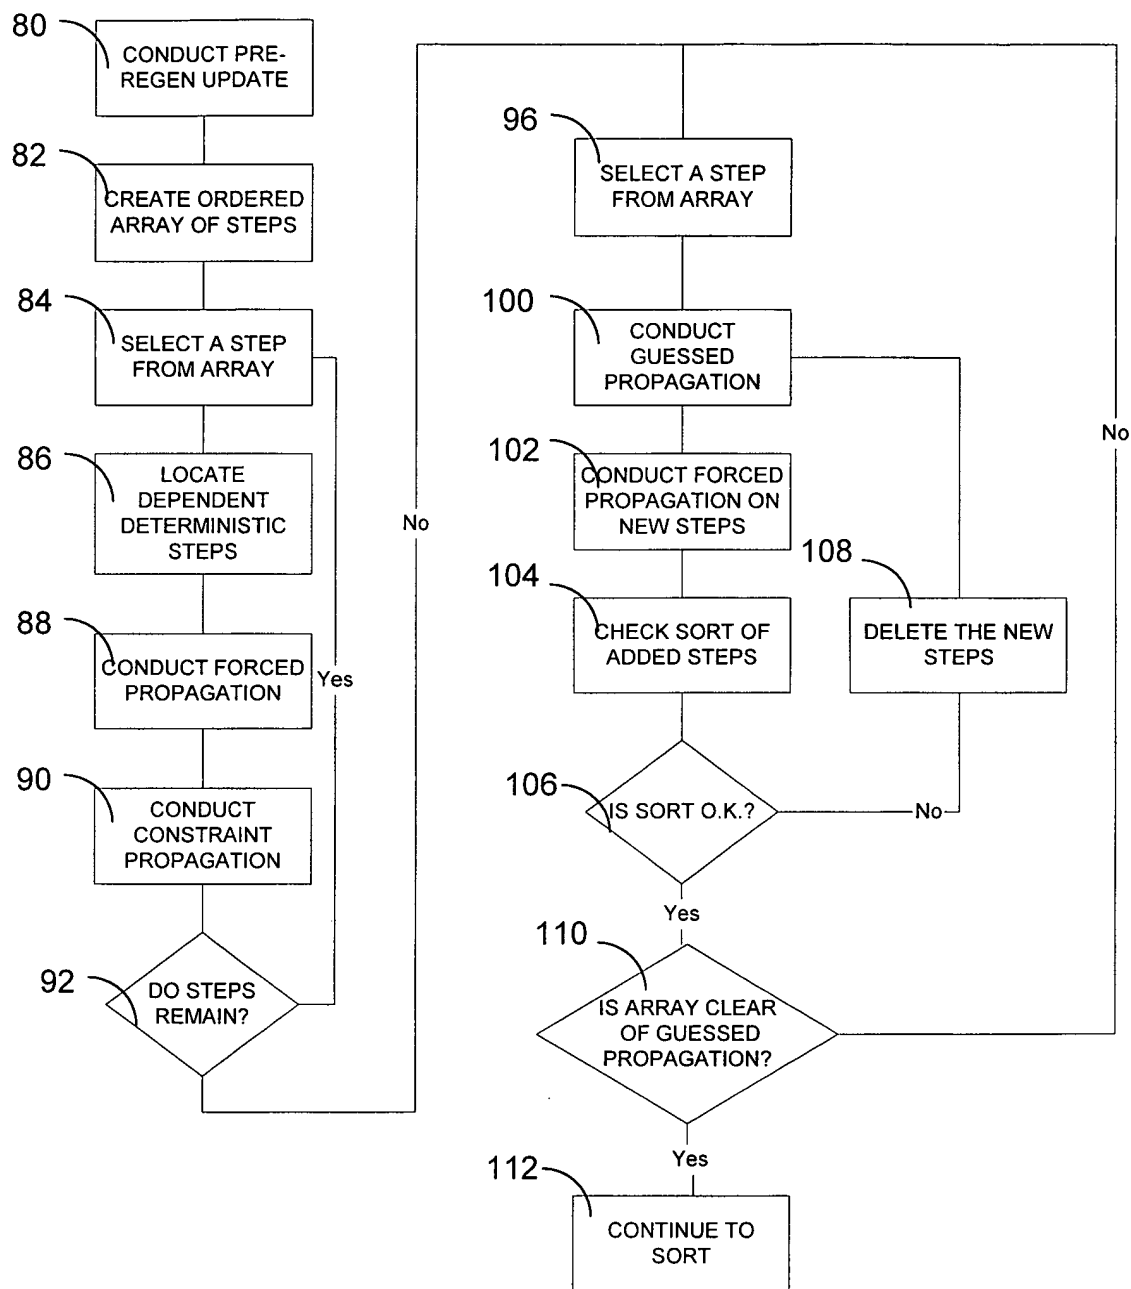 80
CONDUCT PRE-
REGEN UPDATE
82
CREATE ORDERED
ARRAY OF STEPS
84
SELECT A STEP
FROM ARRAY
86
LOCATE
DEPENDENT
DETERMINISTIC
STEPS
88
CONDUCT FORCED
PROPAGATION
Yes
90
CONDUCT
CONSTRAINT
PROPAGATION
92
DO STEPS
REMAIN?
No
96
SELECT A STEP
FROM ARRAY
100
CONDUCT
GUESSED
PROPAGATION
102
CONDUCT FORCED
PROPAGATION ON
NEW STEPS
104
CHECK SORT OF
ADDED STEPS
108
DELETE THE NEW
STEPS
106
IS SORT O.K.?
No
Yes
110
IS ARRAY CLEAR
OF GUESSED
PROPAGATION?
No
Yes
112
CONTINUE TO
SORT